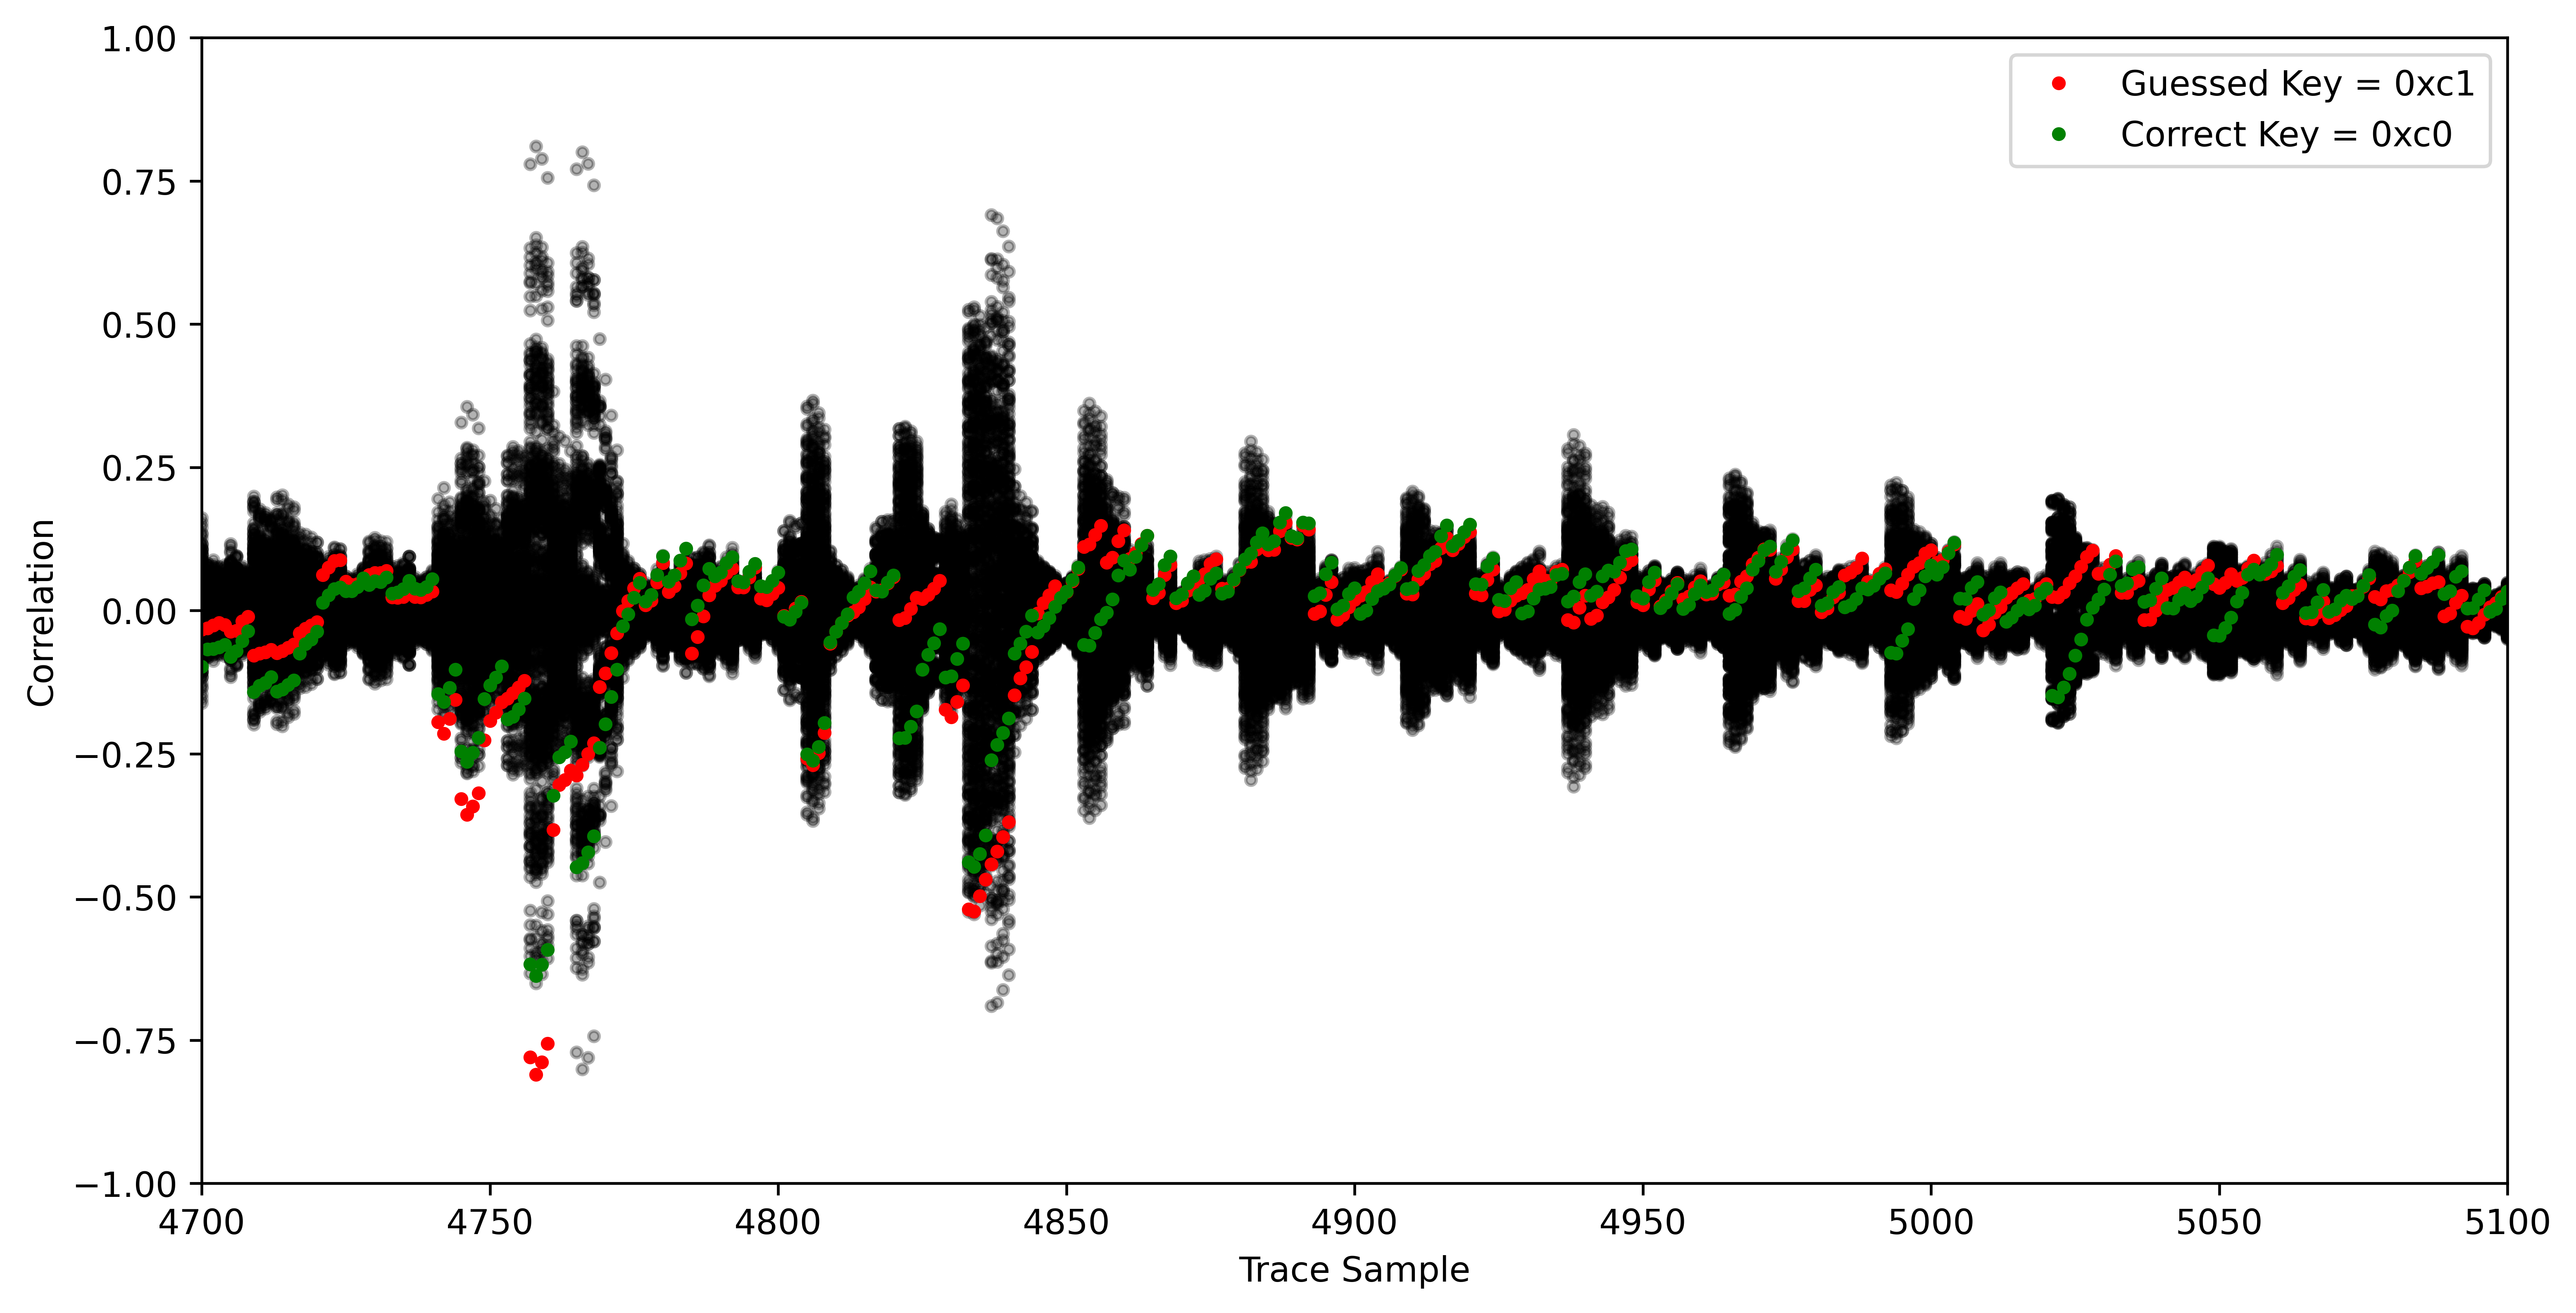 1.00
0.75
0.50
0.25
0.00
−0.25
−0.50
−0.75
−1.00
Correlation
Guessed Key = 0xc1
Correct Key = 0xc0
4700 4750 4800 4850 4900 4950 5000 5050 5100
Trace Sample